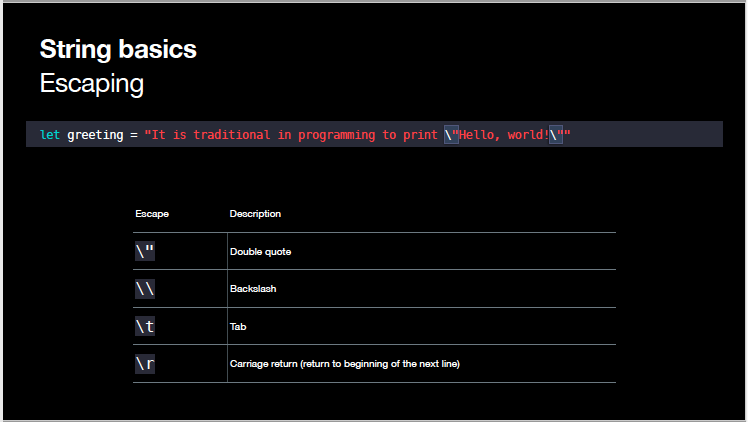 String basics
Escaping
let greeting = "It is traditional in programming to print \"Hello, world!\""
Escape Description
\" Double quote
\\ Backslash
\t Tab
\r Carriage return (return to beginning of the next line)